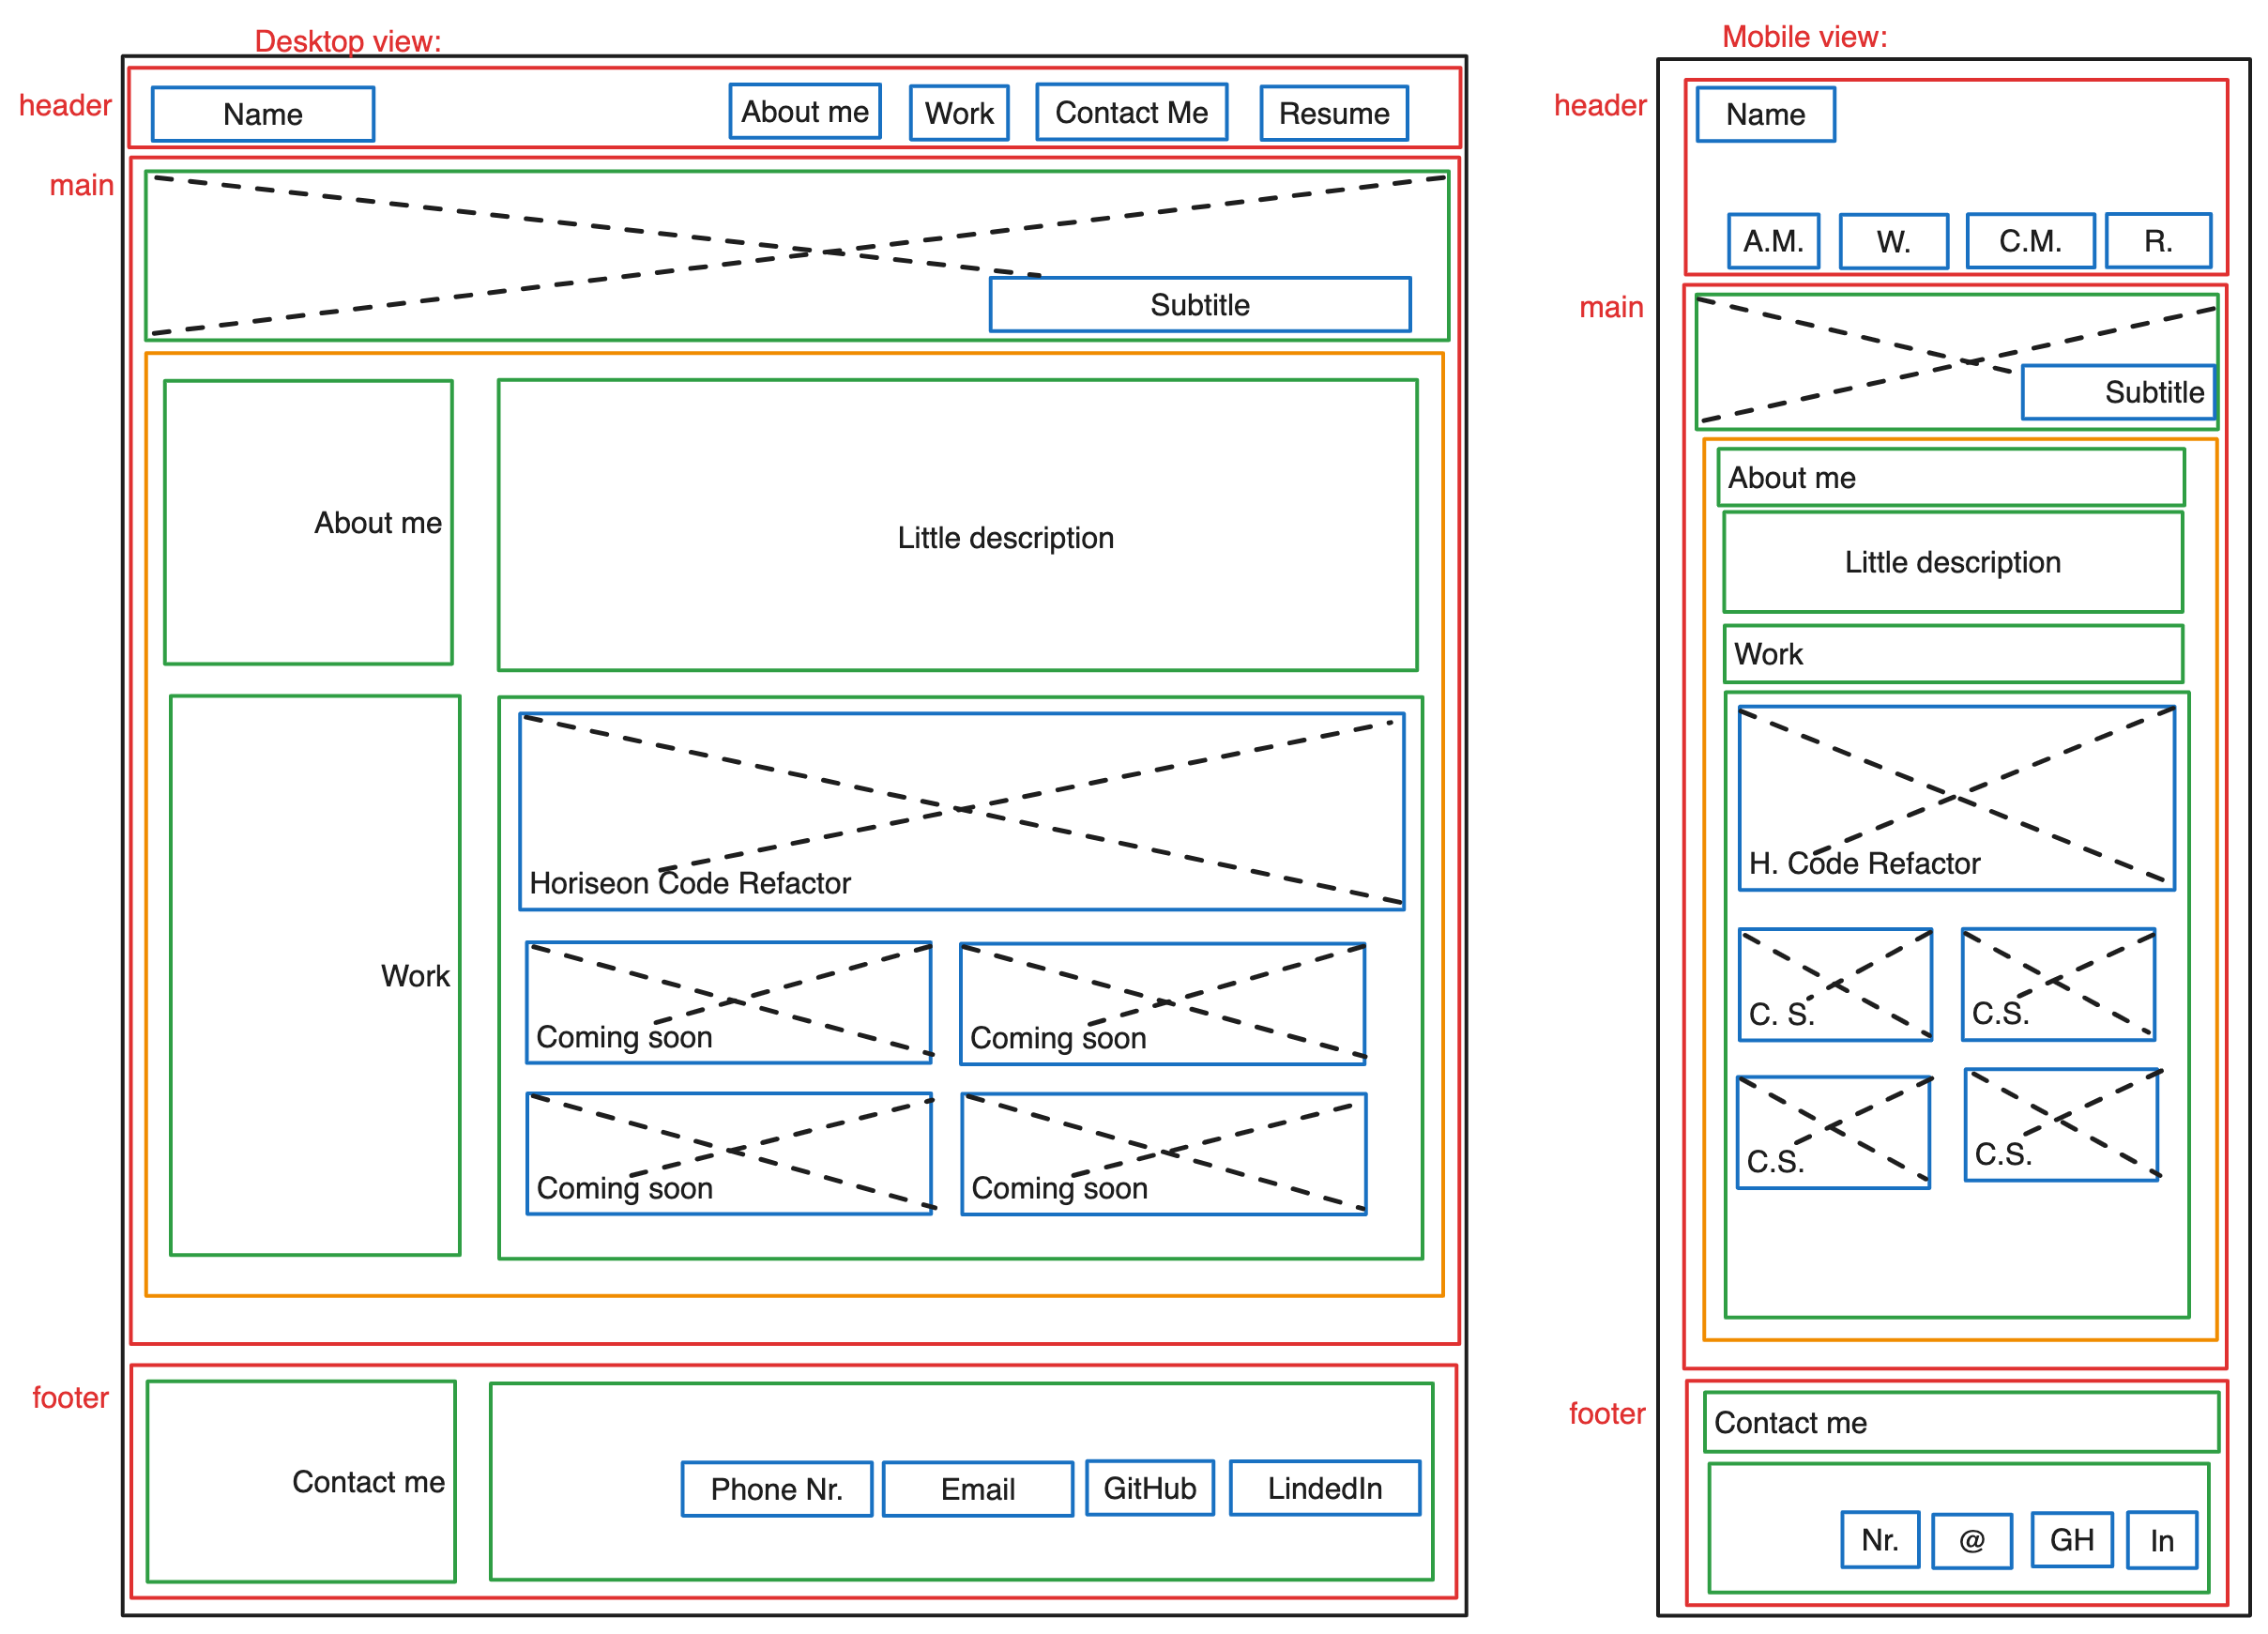 Desktop view:
header
Name
About me
Work
Contact Me
Resume
main
Subtitle
About me
Little description
Work
Horiseon Code Refactor
Coming soon
Coming soon
Coming soon
Coming soon
footer
Contact me
Phone Nr.
Email
GitHub
LindedIn
Mobile view:
header
Name
A.M.
W.
C.M.
R.
main
Subtitle
About me
Little description
Work
H. Code Refactor
C. S.
C.S.
C.S.
C.S.
footer
Contact me
Nr.
@
GH
In